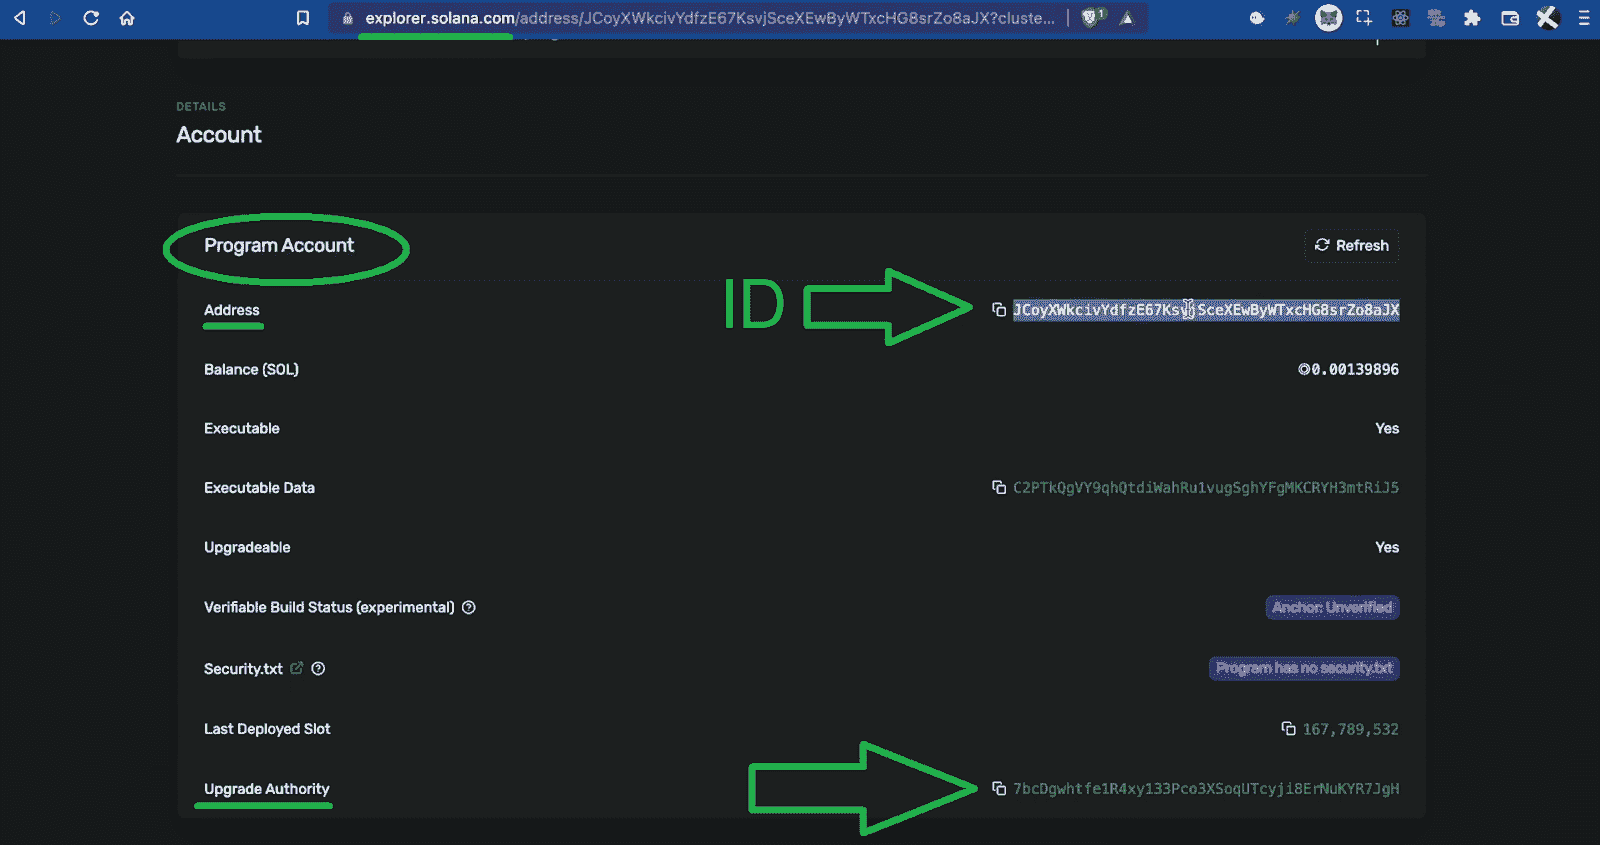 explorer.solana.com/address/JCoyXWkcivYdfzE67KsvjSceXEwByWTxcHG8srZo8aJX?cluste... 1
DETAILS
Account
Program Account
Refresh
Address ID JCoyXWkcivYdfzE67KsvjSceXEwByWTxcHG8srZo8aJX
Balance (SOL) ◎0.00139896
Executable Yes
Executable Data C2PTkQgVY9qhQtdiWahRu1vugSghYFgMKCRYH3mtRiJ5
Upgradeable Yes
Verifiable Build Status (experimental) Anchor: Unverified
Security.txt Program has no security.txt
Last Deployed Slot 167,789,532
Upgrade Authority 7bcDgwhtfe1R4xy133Pco3XSoqUTcyji8ErNuKYR7JgH